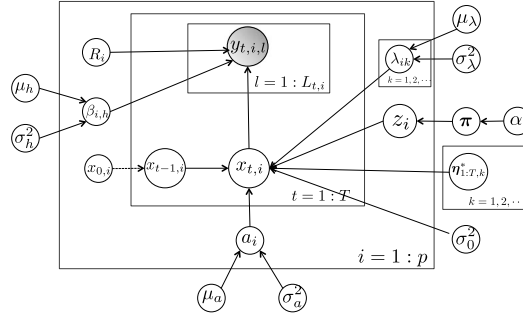 μ_λ
y_{t,i,l}
R_i
λ_{ik}
σ_λ^2
k = 1, 2, ···
l = 1 : L_{t,i}
μ_h
β_{i,h}
σ_h^2
z_i
π
α
x_{0,i}
x_{t−1,i}
x_{t,i}
η^*_{1:T,k}
t = 1 : T
k = 1, 2, ···
a_i
σ_0^2
i = 1 : p
μ_a
σ_a^2